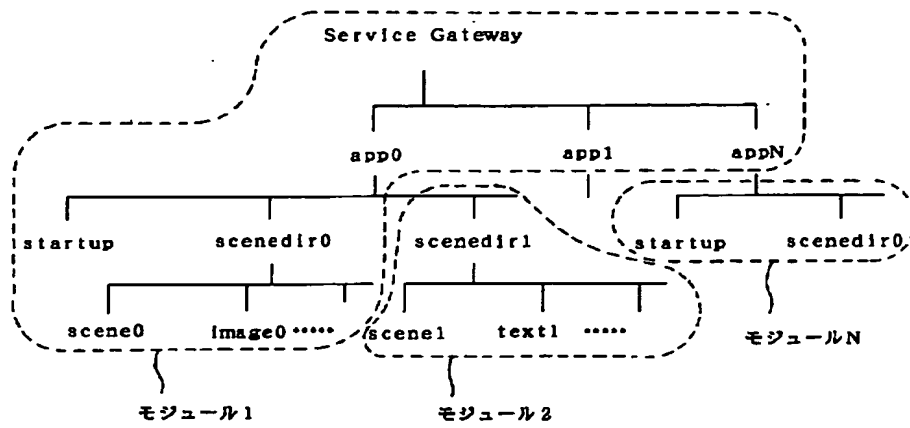 Service Gateway
app0 app1 appN
startup scenedir0 scenedir1 startup scenedir0
scene0 image0 ••••• scene1 text1 •••••
モジュールN
モジュール1 モジュール2